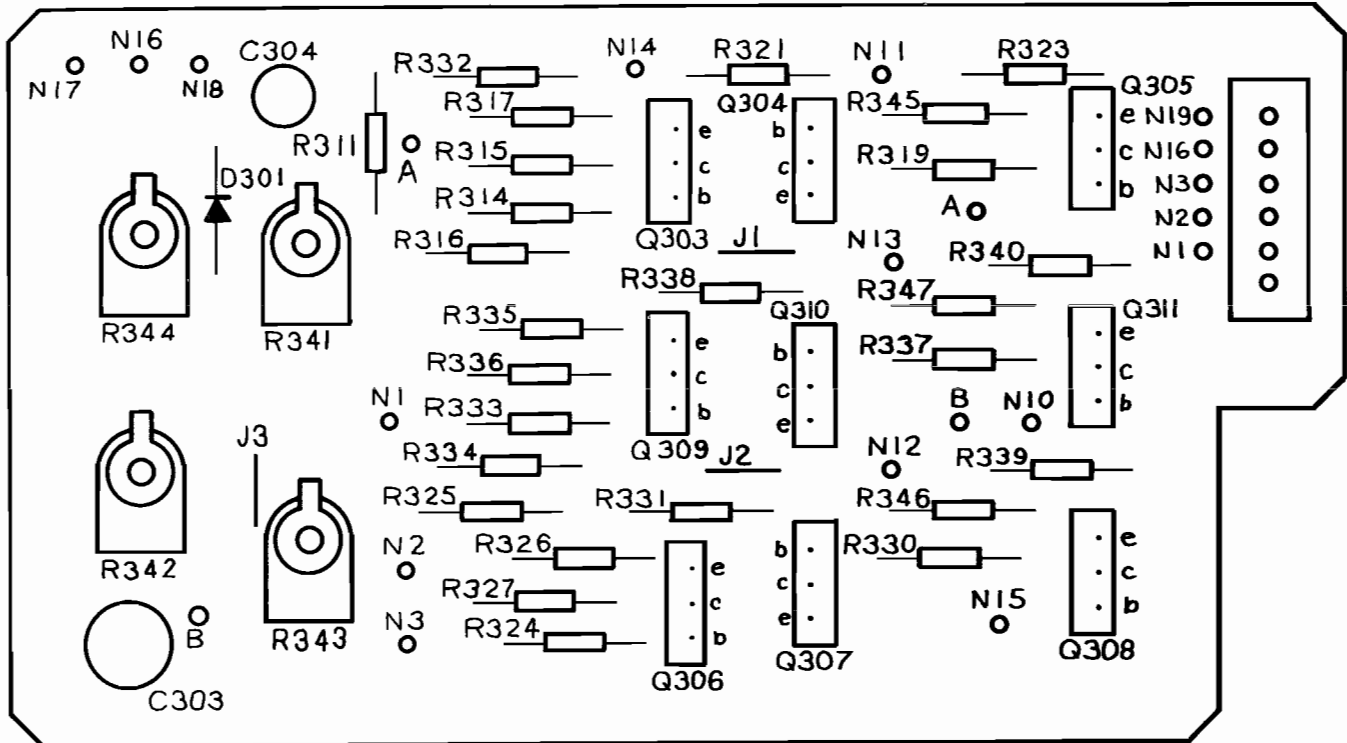 N17
N16
N18
C304
R332
N14
R321
N11
R323
R317
Q304
R345
Q305
R311
A
R315
e
c
b
b
c
e
R319
e
c
b
N19
N16
N3
N2
N1
D301
R314
A
R316
Q303
J1
N13
R340
R344
R341
R338
R347
R335
Q310
Q311
R336
e
c
b
b
c
e
R337
e
c
b
N1
R333
B
N10
J3
R334
Q309
J2
N12
R339
R325
R331
R346
R342
N2
R326
e
c
b
b
c
e
R330
e
c
b
R327
N15
B
R343
N3
R324
C303
Q306
Q307
Q308